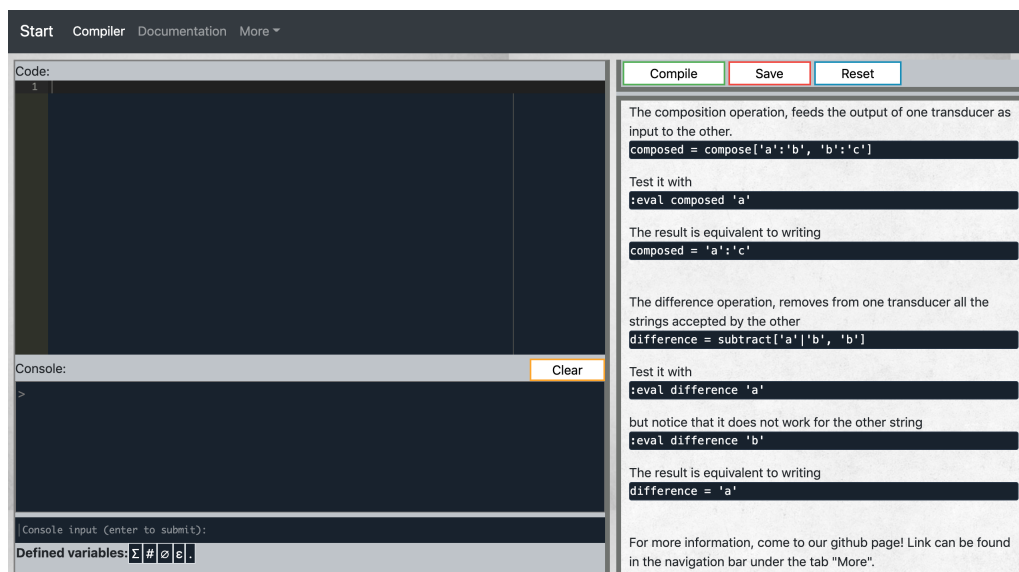 Start Compiler Documentation More
Code:
1
Compile Save Reset
The composition operation, feeds the output of one transducer as
input to the other.
composed = compose['a':'b', 'b':'c']
Test it with
:eval composed 'a'
The result is equivalent to writing
composed = 'a':'c'
The difference operation, removes from one transducer all the
strings accepted by the other
difference = subtract['a'|'b', 'b']
Test it with
:eval difference 'a'
but notice that it does not work for the other string
:eval difference 'b'
The result is equivalent to writing
difference = 'a'
For more information, come to our github page! Link can be found
in the navigation bar under the tab "More".
Console:
Clear
>
Console input (enter to submit):
Defined variables: Σ # ∅ ε .